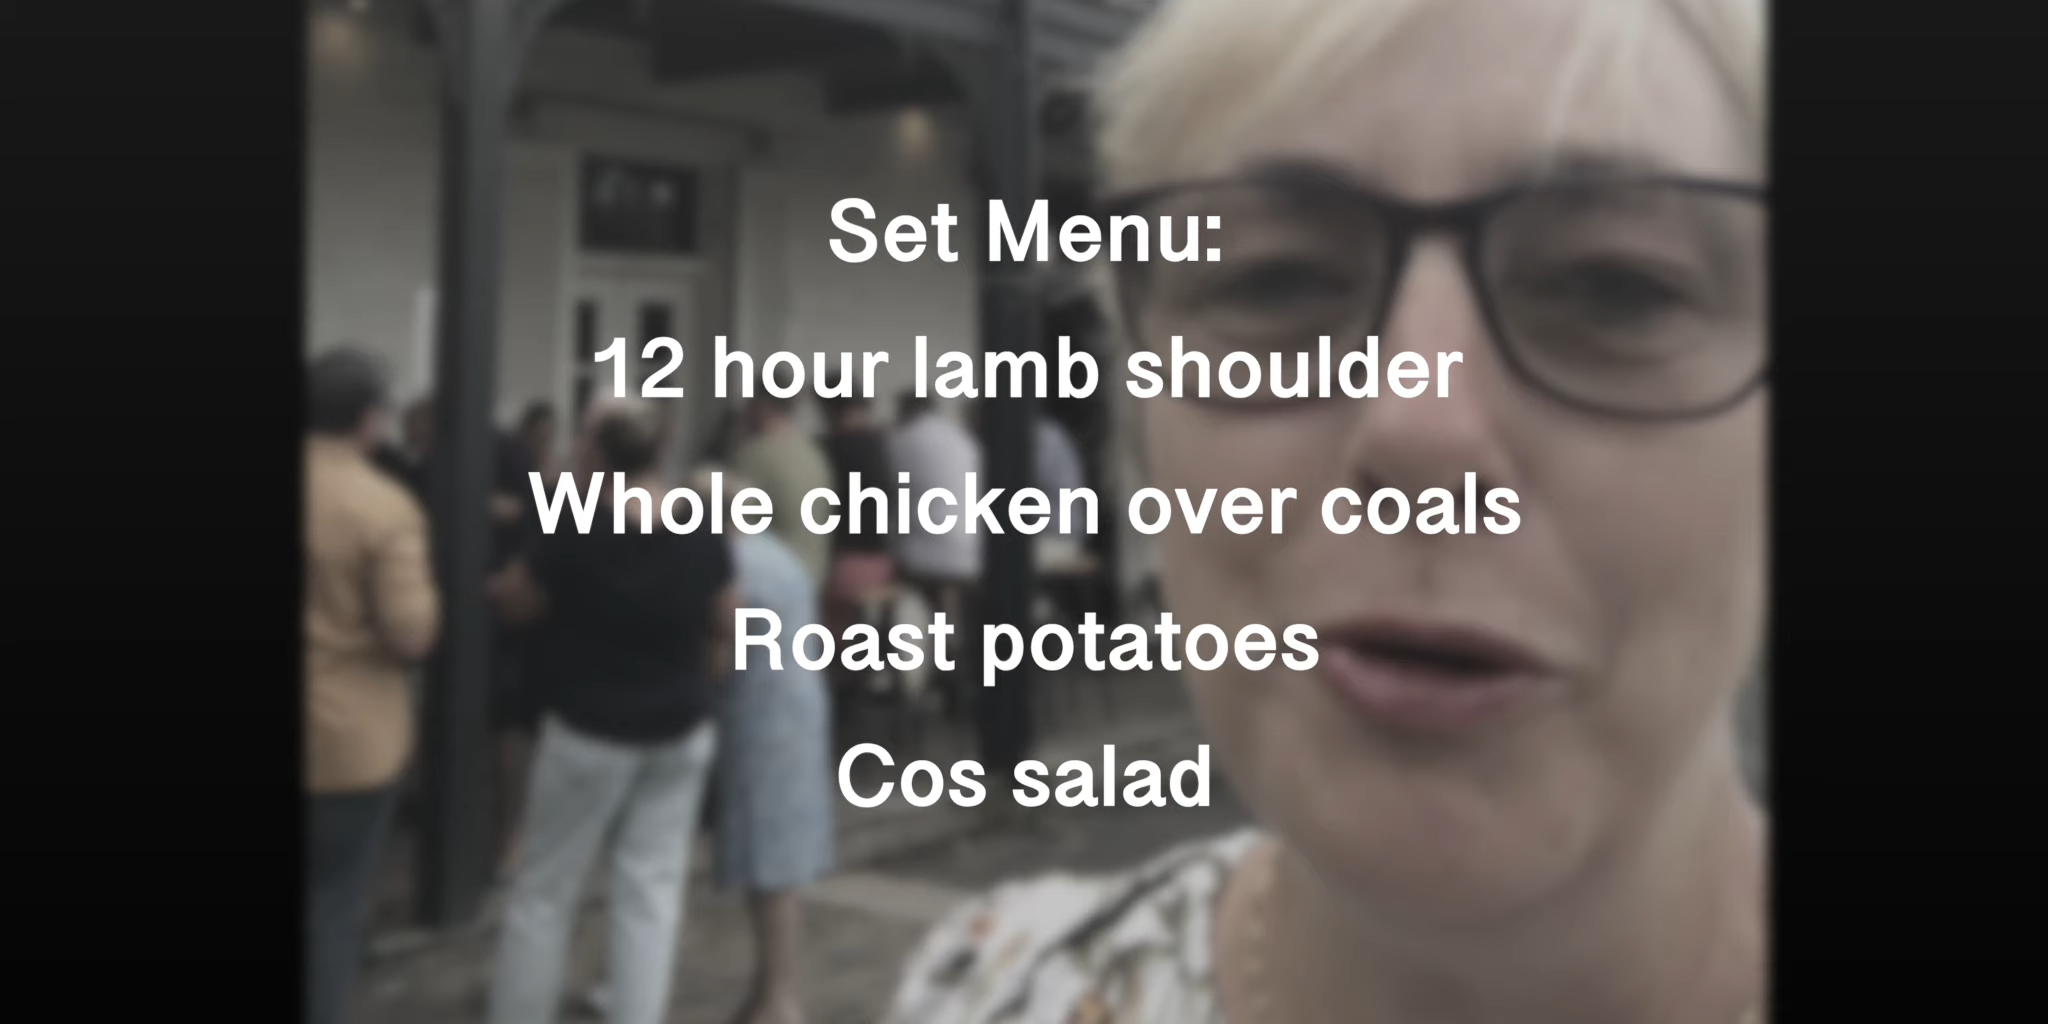 Set Menu:
12 hour lamb shoulder
Whole chicken over coals
Roast potatoes
Cos salad